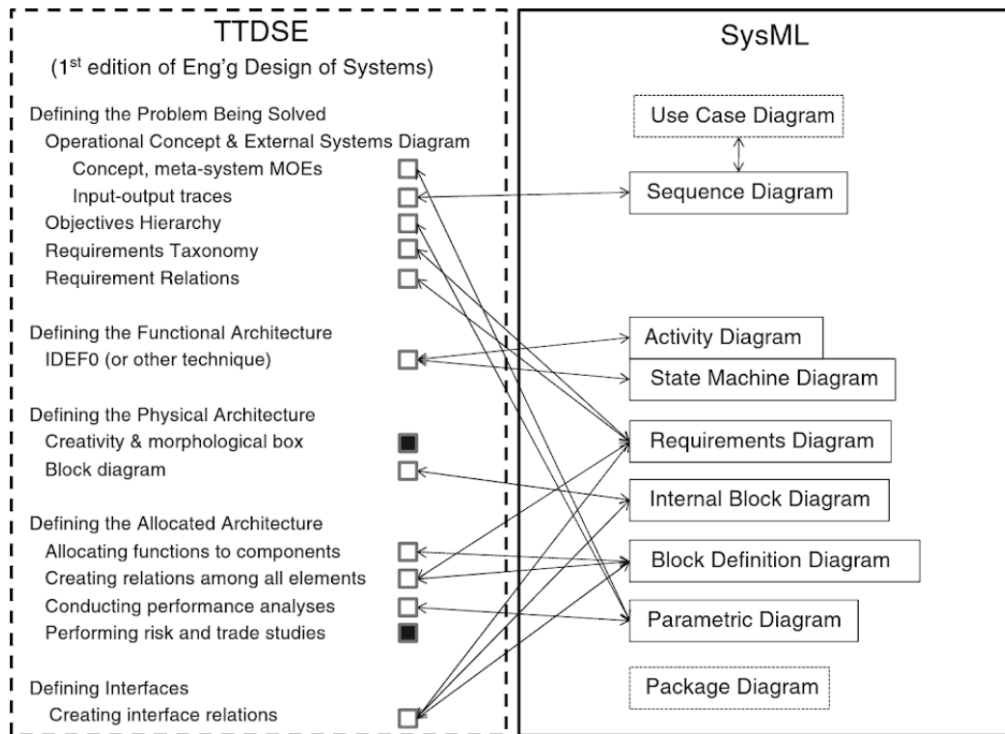 TTDSE
(1st edition of Eng'g Design of Systems)
Defining the Problem Being Solved
Operational Concept & External Systems Diagram
Concept, meta-system MOEs
Input-output traces
Objectives Hierarchy
Requirements Taxonomy
Requirement Relations
Defining the Functional Architecture
IDEF0 (or other technique)
Defining the Physical Architecture
Creativity & morphological box
Block diagram
Defining the Allocated Architecture
Allocating functions to components
Creating relations among all elements
Conducting performance analyses
Performing risk and trade studies
Defining Interfaces
Creating interface relations
SysML
Use Case Diagram
Sequence Diagram
Activity Diagram
State Machine Diagram
Requirements Diagram
Internal Block Diagram
Block Definition Diagram
Parametric Diagram
Package Diagram